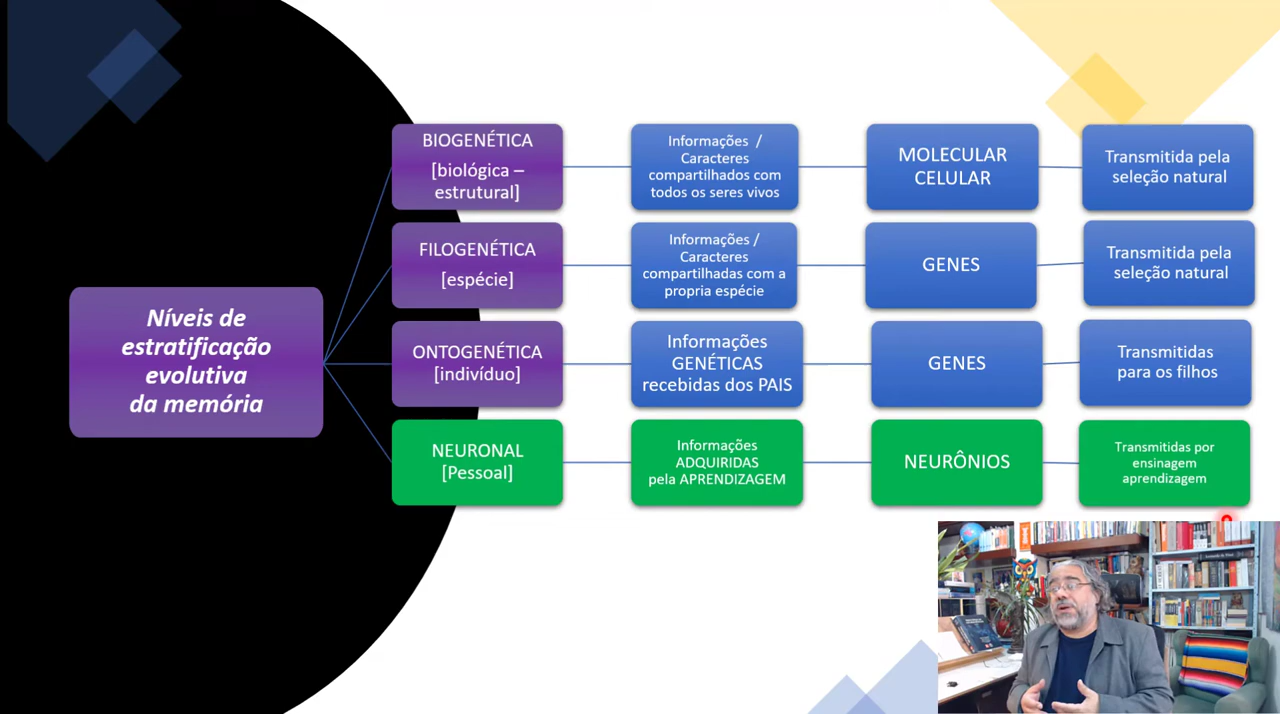 Níveis de
estratificação
evolutiva
da memória
BIOGENÉTICA
[biológica –
estrutural]
Informações /
Caracteres
compartilhados com
todos os seres vivos
MOLECULAR
CELULAR
Transmitida pela
seleção natural
FILOGENÉTICA
[espécie]
Informações /
Caracteres
compartilhadas com a
propria espécie
GENES
Transmitida pela
seleção natural
ONTOGENÉTICA
[indivíduo]
Informações
GENÉTICAS
recebidas dos PAIS
GENES
Transmitidas
para os filhos
NEURONAL
[Pessoal]
Informações
ADQUIRIDAS
pela APRENDIZAGEM
NEURÔNIOS
Transmitidas por
ensinagem
aprendizagem